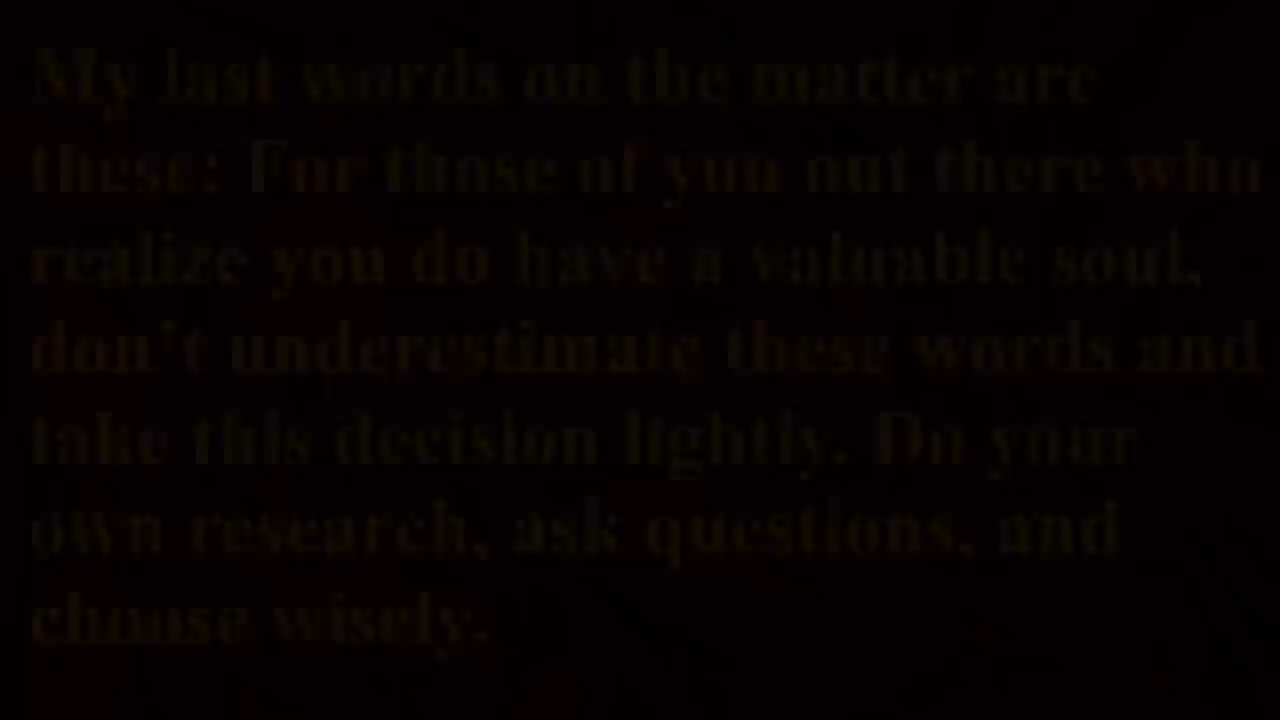 My last words on the matter are
these: For those of you out there who
realize you do have a valuable soul,
don't underestimate these words and
take this decision lightly. Do your
own research, ask questions, and
choose wisely.